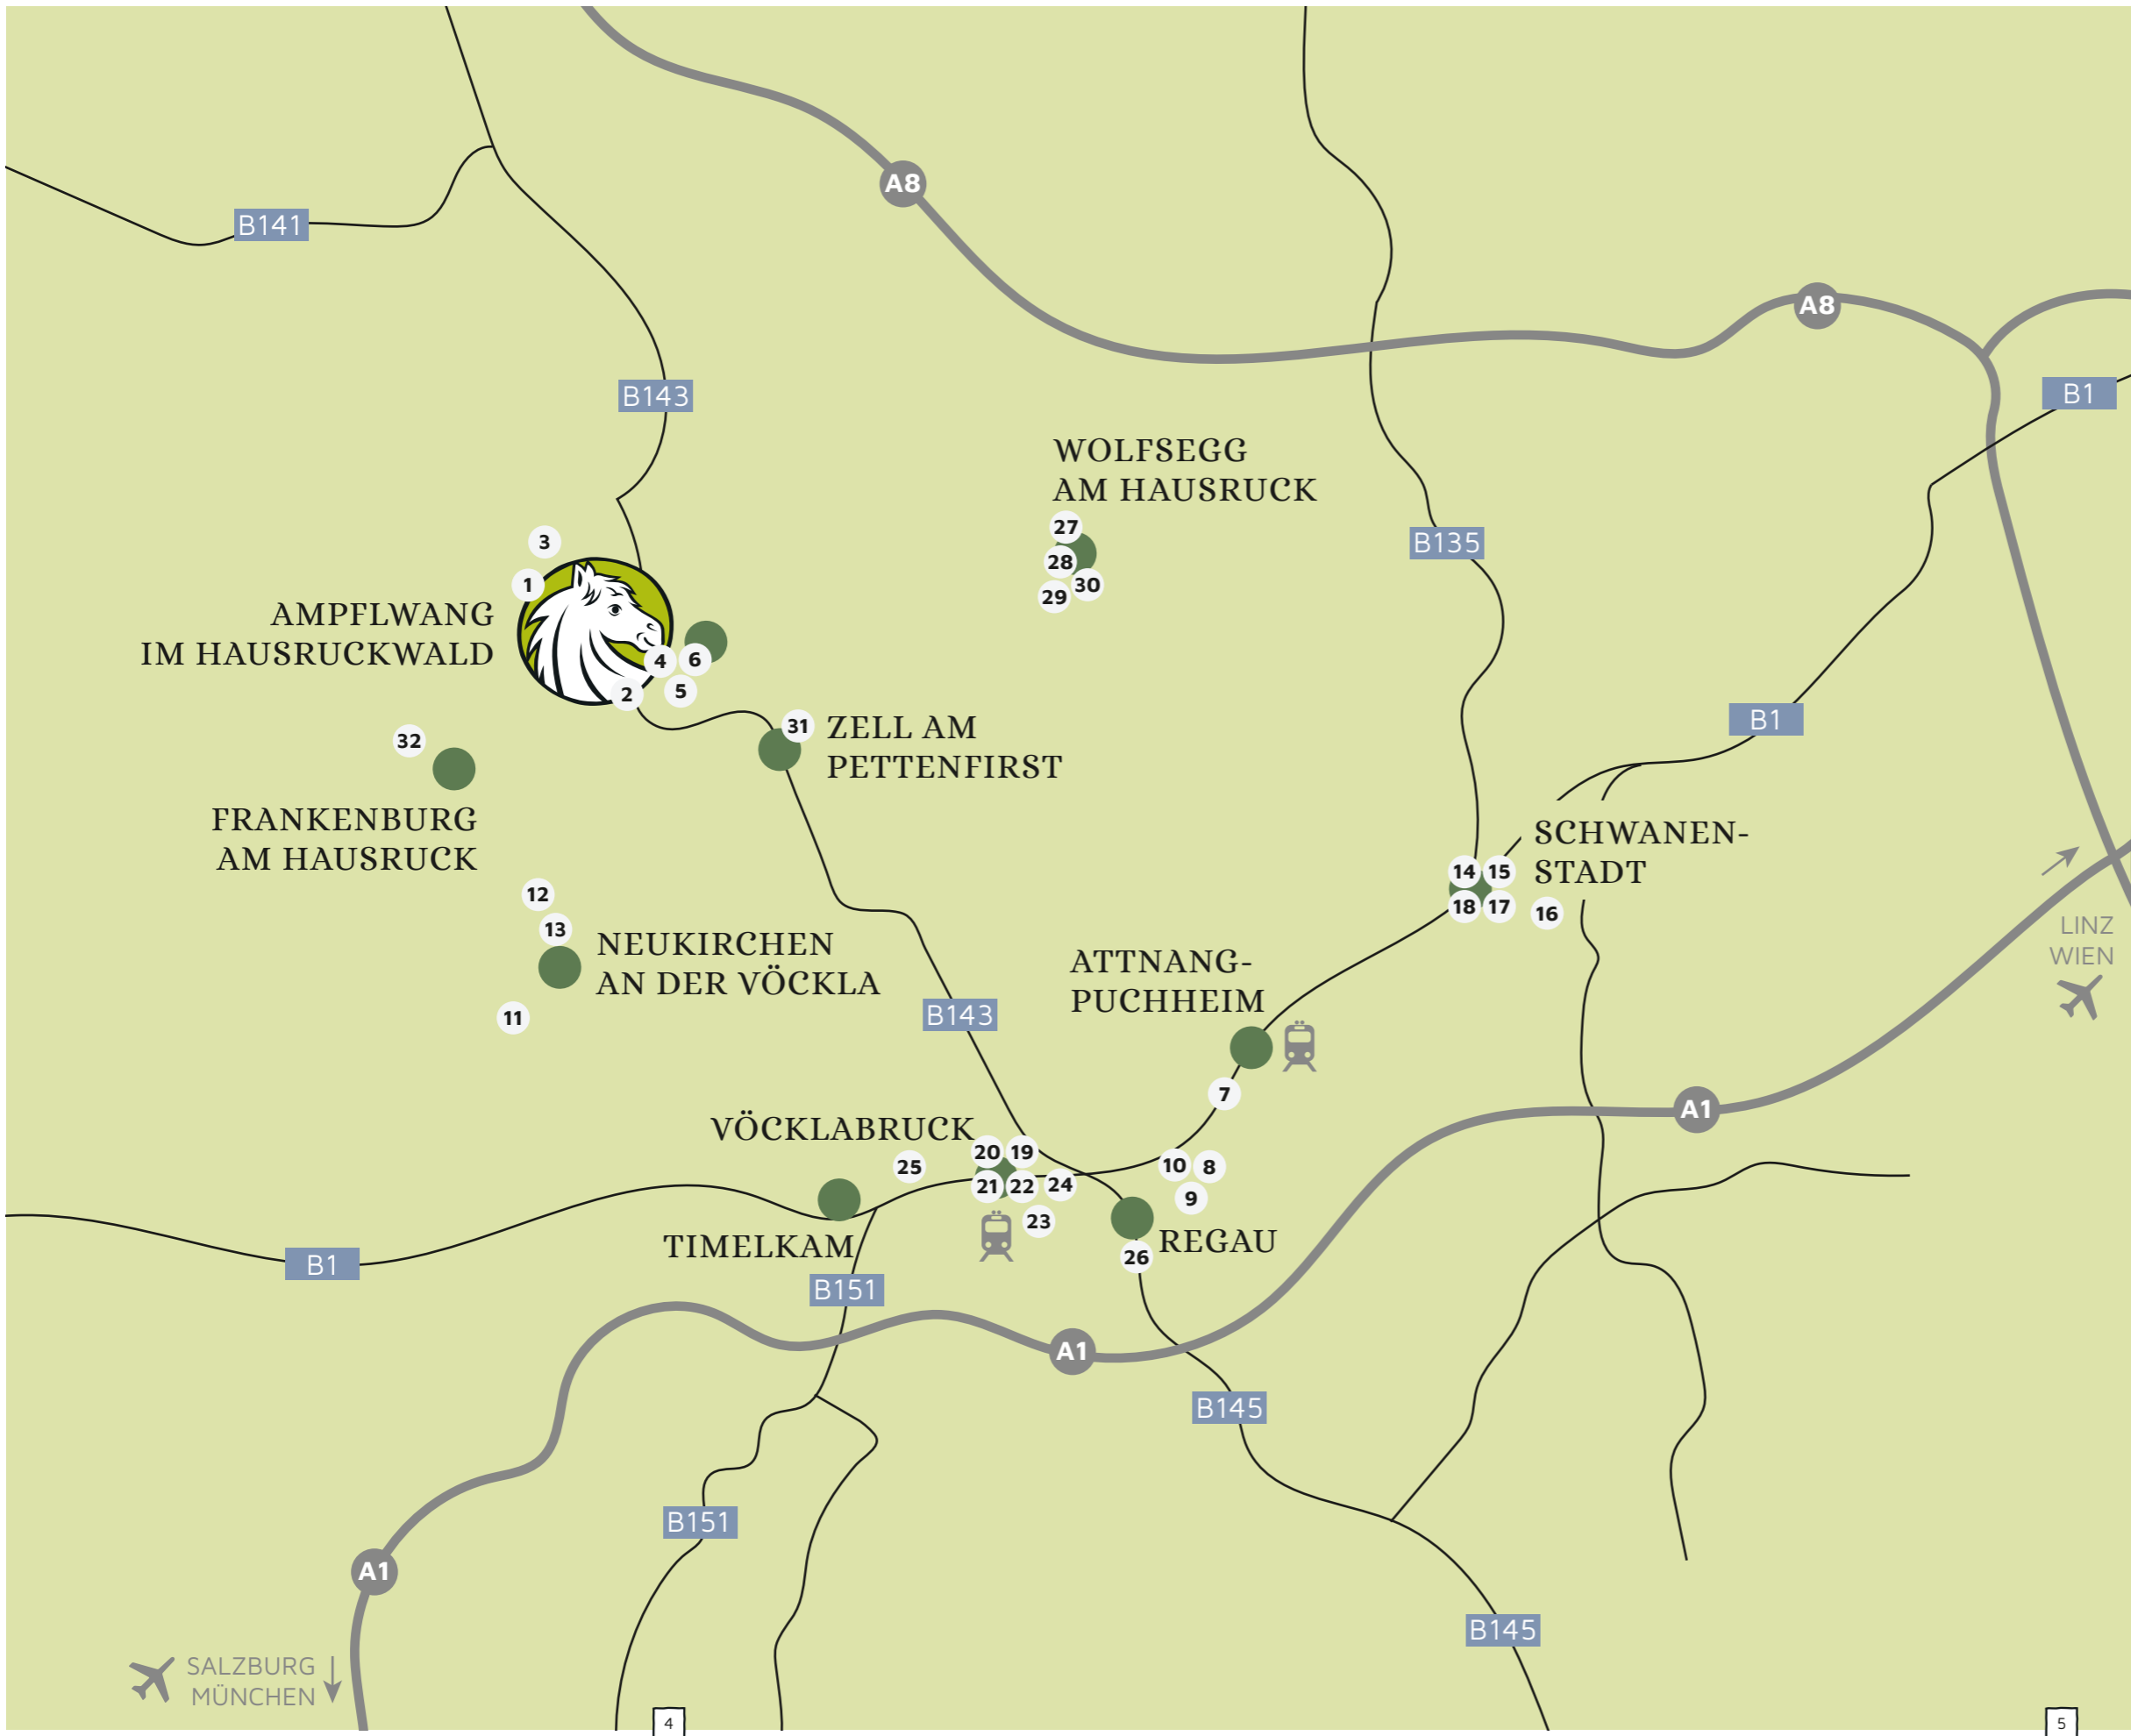 A8
B141
A8
B143
B1
WOLFSEGG
AM HAUSRUCK
27
28
29
30
B135
3
1
AMPFLWANG
IM HAUSRUCKWALD
4
6
5
2
B1
31
ZELL AM
PETTENFIRST
32
FRANKENBURG
AM HAUSRUCK
SCHWANEN-
STADT
14
15
18
17
16
12
13
NEUKIRCHEN
AN DER VÖCKLA
11
LINZ
WIEN
ATTNANG-
PUCHHEIM
B143
7
A1
VÖCKLABRUCK
20
19
25
21
22
24
23
10
8
9
TIMELKAM
REGAU
26
B1
B151
A1
B145
B151
A1
B145
SALZBURG
MÜNCHEN
4
5